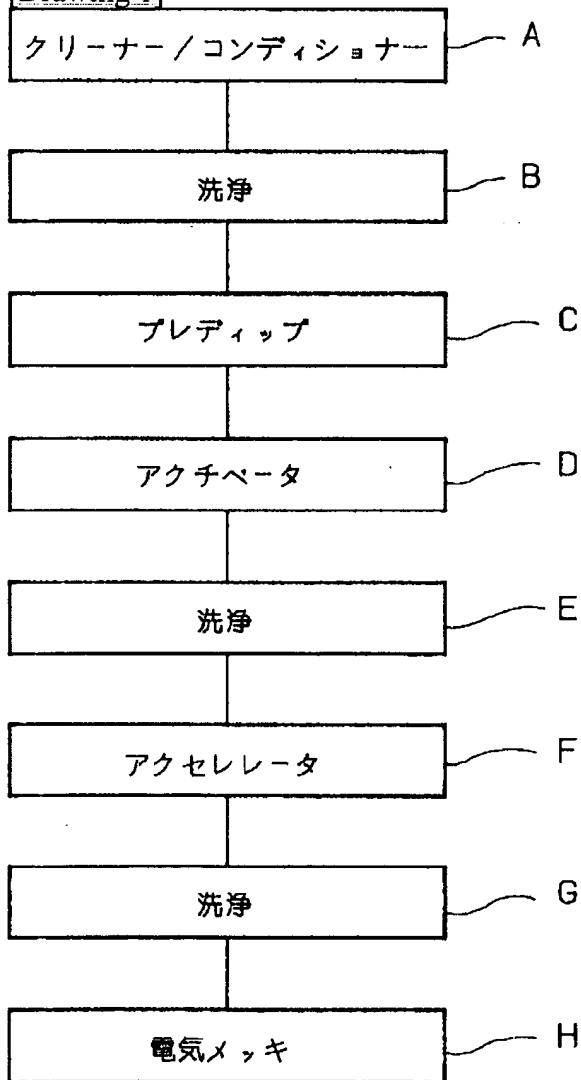 クリーナー/コンディショナー A
洗浄 B
プレディップ C
アクチベータ D
洗浄 E
アクセレレータ F
洗浄 G
電気メッキ H